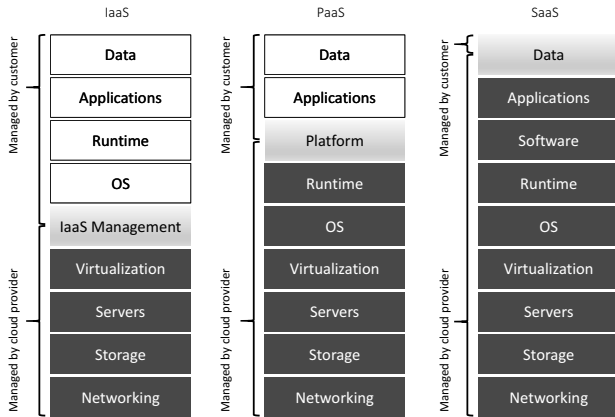 IaaS
Managed by customer
Data
Applications
Runtime
OS
IaaS Management
Managed by cloud provider
Virtualization
Servers
Storage
Networking
PaaS
Managed by customer
Data
Applications
Platform
Managed by cloud provider
Runtime
OS
Virtualization
Servers
Storage
Networking
SaaS
Managed by customer
Data
Managed by cloud provider
Applications
Software
Runtime
OS
Virtualization
Servers
Storage
Networking